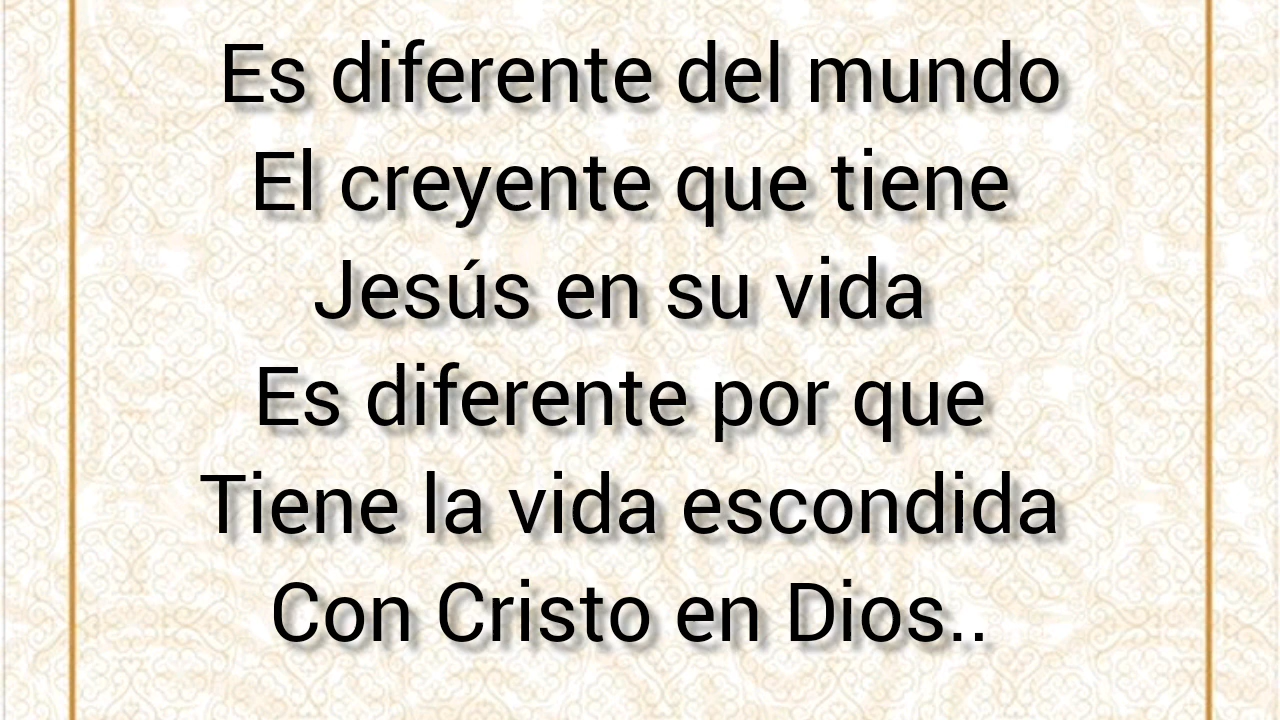 Es diferente del mundo
El creyente que tiene
Jesús en su vida
Es diferente por que
Tiene la vida escondida
Con Cristo en Dios..